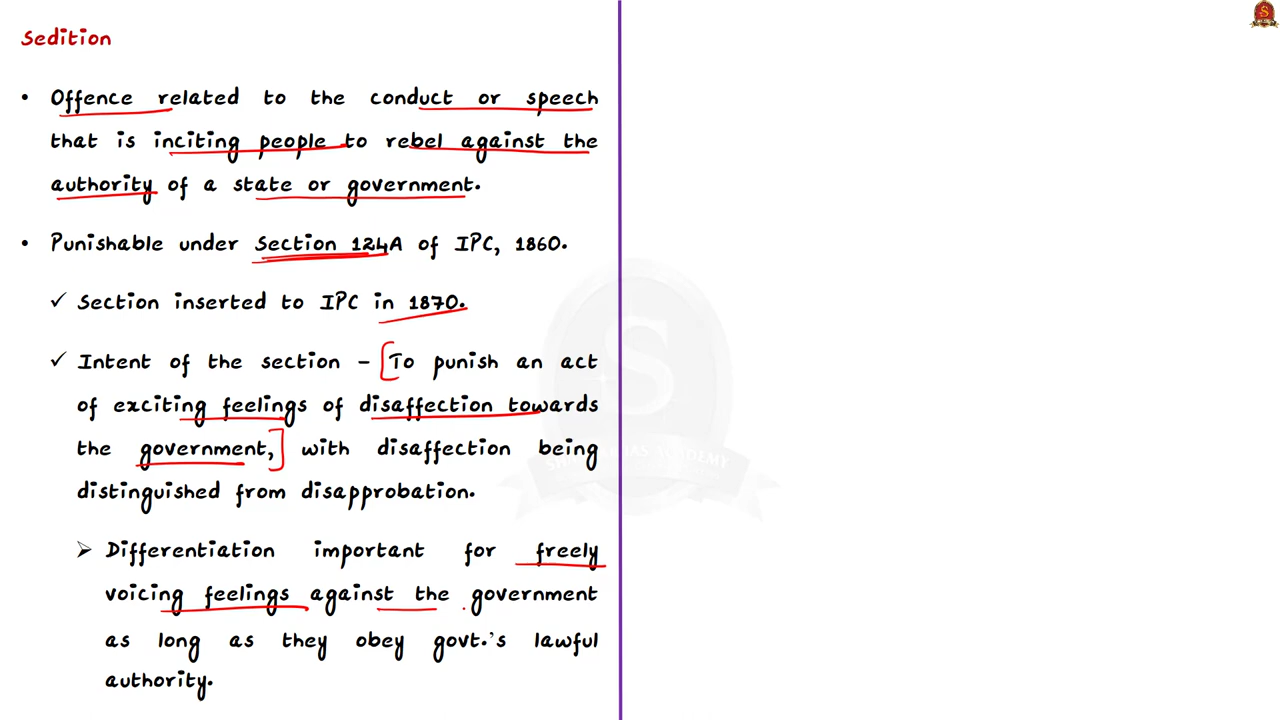 Sedition
• Offence related to the conduct or speech
that is inciting people to rebel against the
authority of a state or government.
• Punishable under Section 124A of IPC, 1860.
✓ Section inserted to IPC in 1870.
✓ Intent of the section – [To punish an act
of exciting feelings of disaffection towards
the government,] with disaffection being
distinguished from disapprobation.
➢ Differentiation important for freely
voicing feelings against the government
as long as they obey govt.'s lawful
authority.